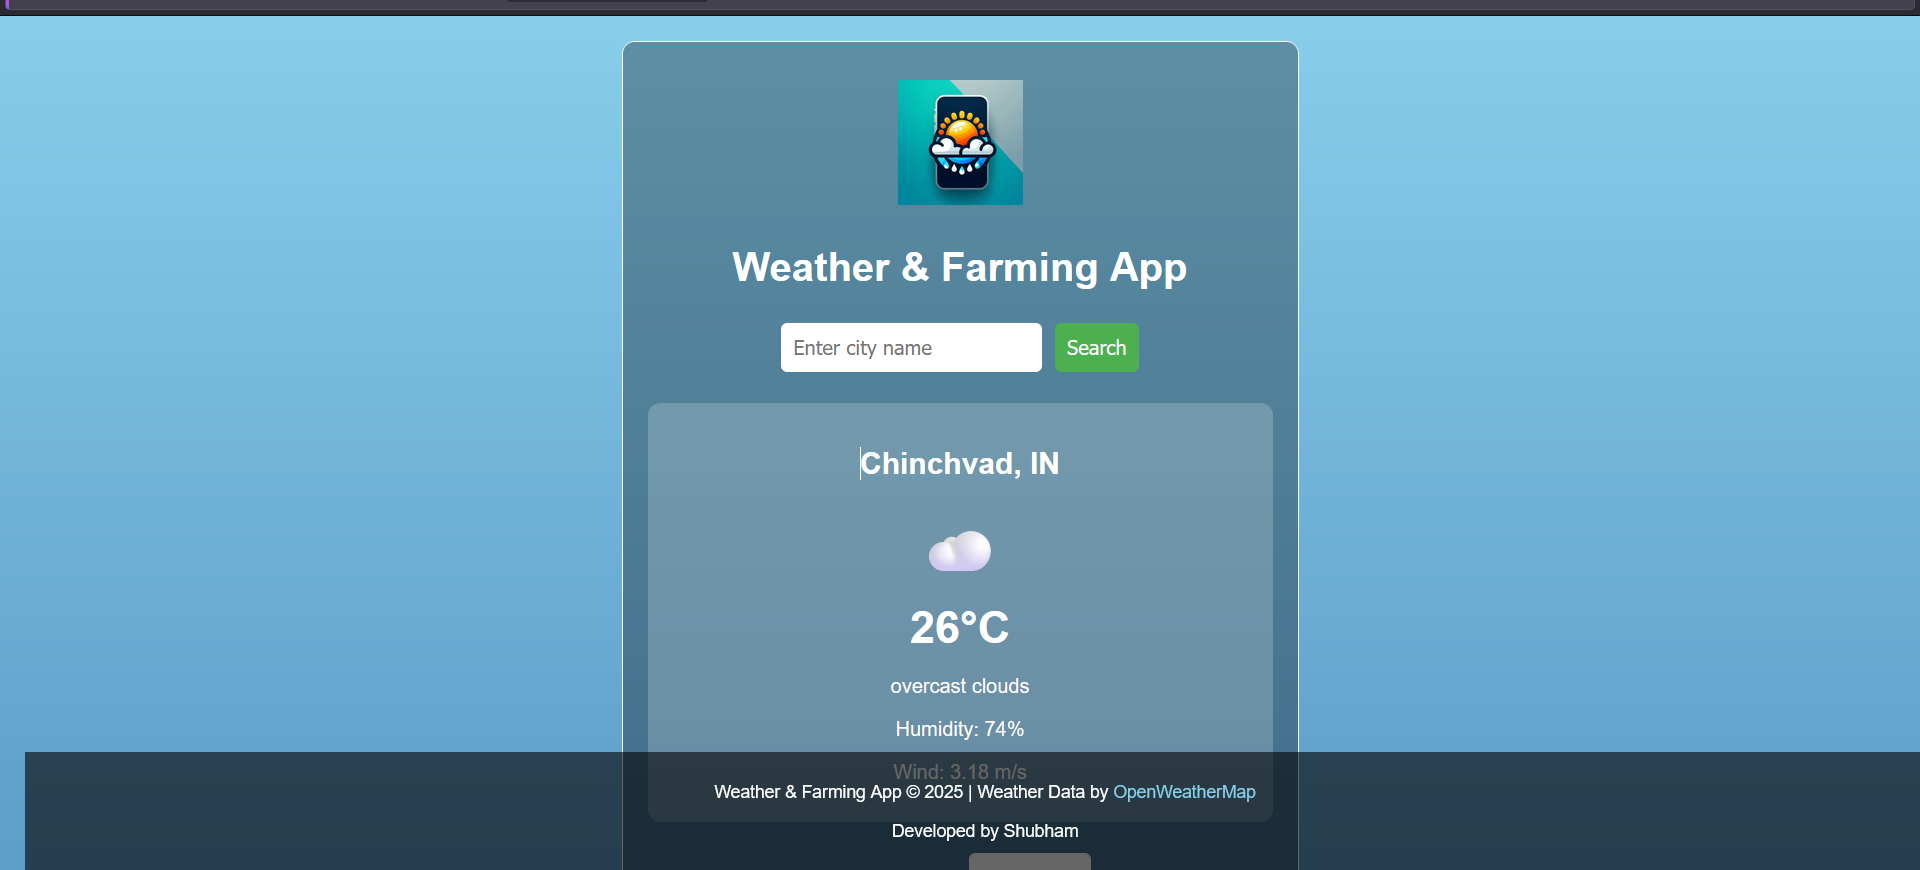 Weather & Farming App
Enter city name
Search
Chinchvad, IN
26°C
overcast clouds
Humidity: 74%
Wind: 3.18 m/s
Weather & Farming App © 2025 | Weather Data by OpenWeatherMap
Developed by Shubham